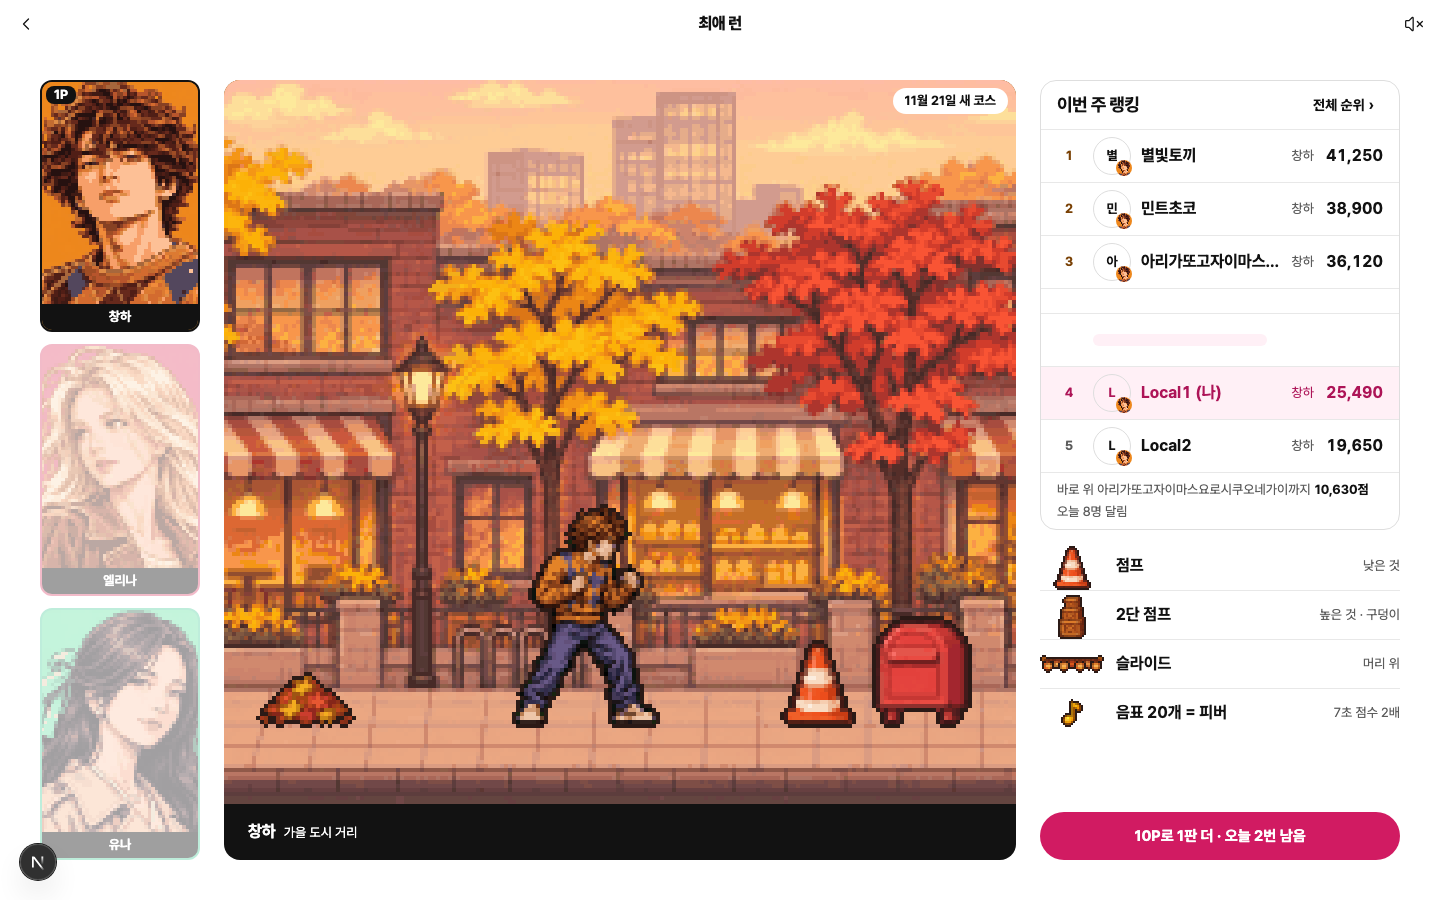 최애 런
1P
창하
엘리나
유나
11월 21일 새 코스
창하 가을 도시 거리
이번 주 랭킹 전체 순위 ›
1 별 별빛토끼 창하 41,250
2 민 민트초코 창하 38,900
3 아 아리가또고자이마스... 창하 36,120
4 L Local1 (나) 창하 25,490
5 L Local2 창하 19,650
바로 위 아리가또고자이마스요로시쿠오네가이까지 10,630점
오늘 8명 달림
점프 낮은 것
2단 점프 높은 것 · 구덩이
슬라이드 머리 위
음표 20개 = 피버 7초 점수 2배
10P로 1판 더 · 오늘 2번 남음
N